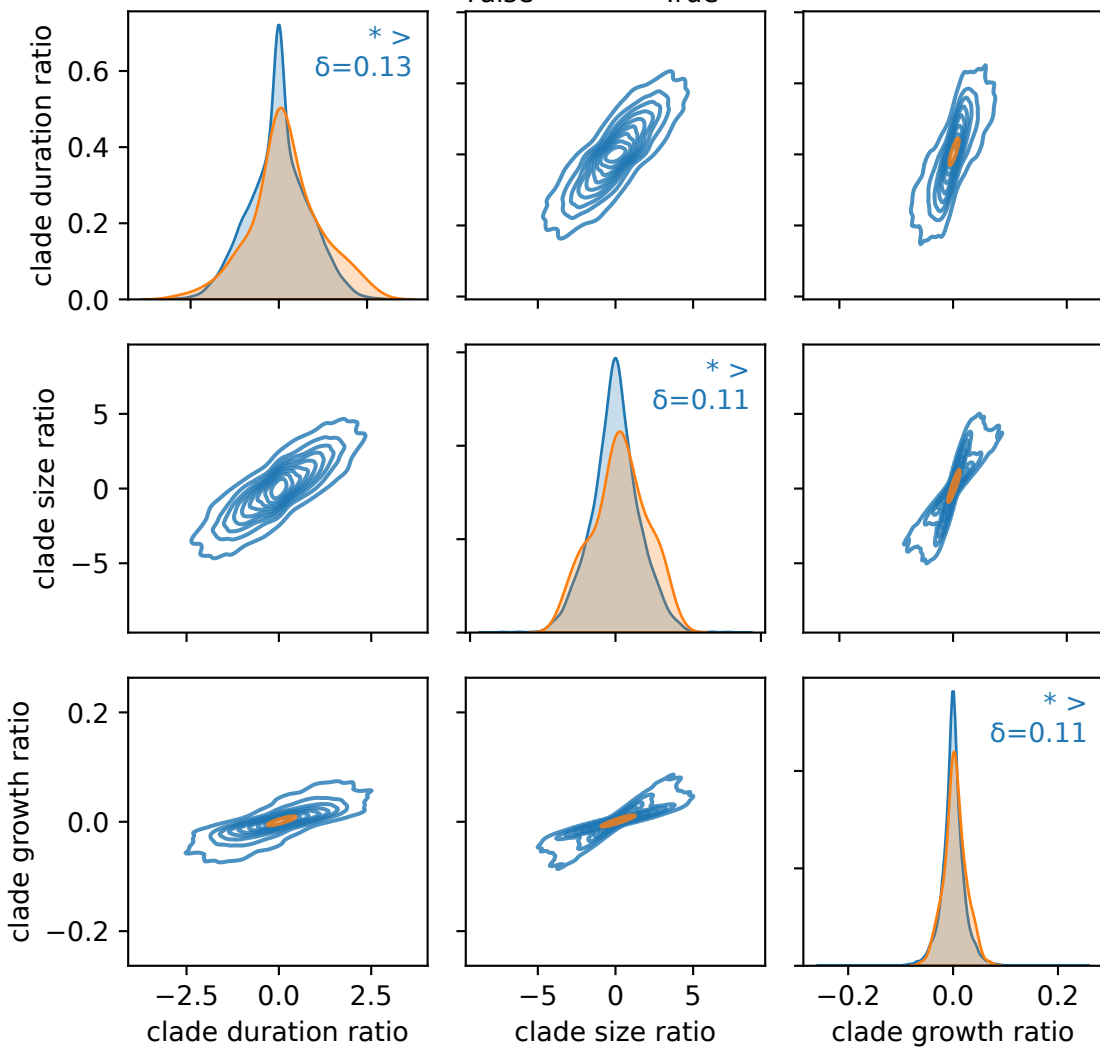 False True
clade duration ratio
0.6
0.4
0.2
0.0
* >
δ=0.13
clade size ratio
5
0
−5
* >
δ=0.11
clade growth ratio
0.2
0.0
−0.2
* >
δ=0.11
−2.5 0.0 2.5
−5 0 5
−0.2 0.0 0.2
clade duration ratio
clade size ratio
clade growth ratio